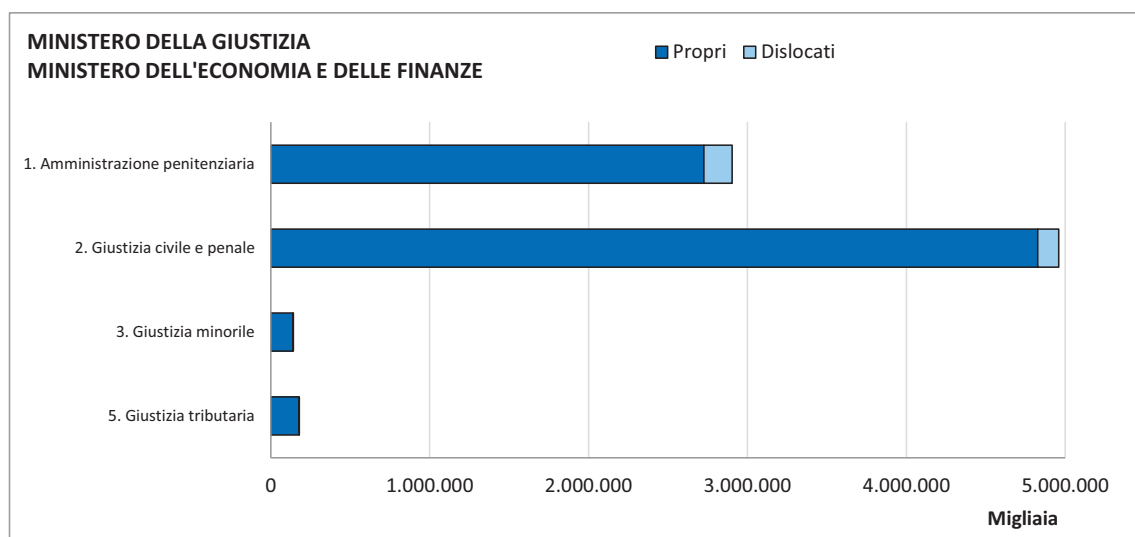 MINISTERO DELLA GIUSTIZIA
MINISTERO DELL'ECONOMIA E DELLE FINANZE
Propri Dislocati
1. Amministrazione penitenziaria
2. Giustizia civile e penale
3. Giustizia minorile
5. Giustizia tributaria
0 1.000.000 2.000.000 3.000.000 4.000.000 5.000.000
Migliaia